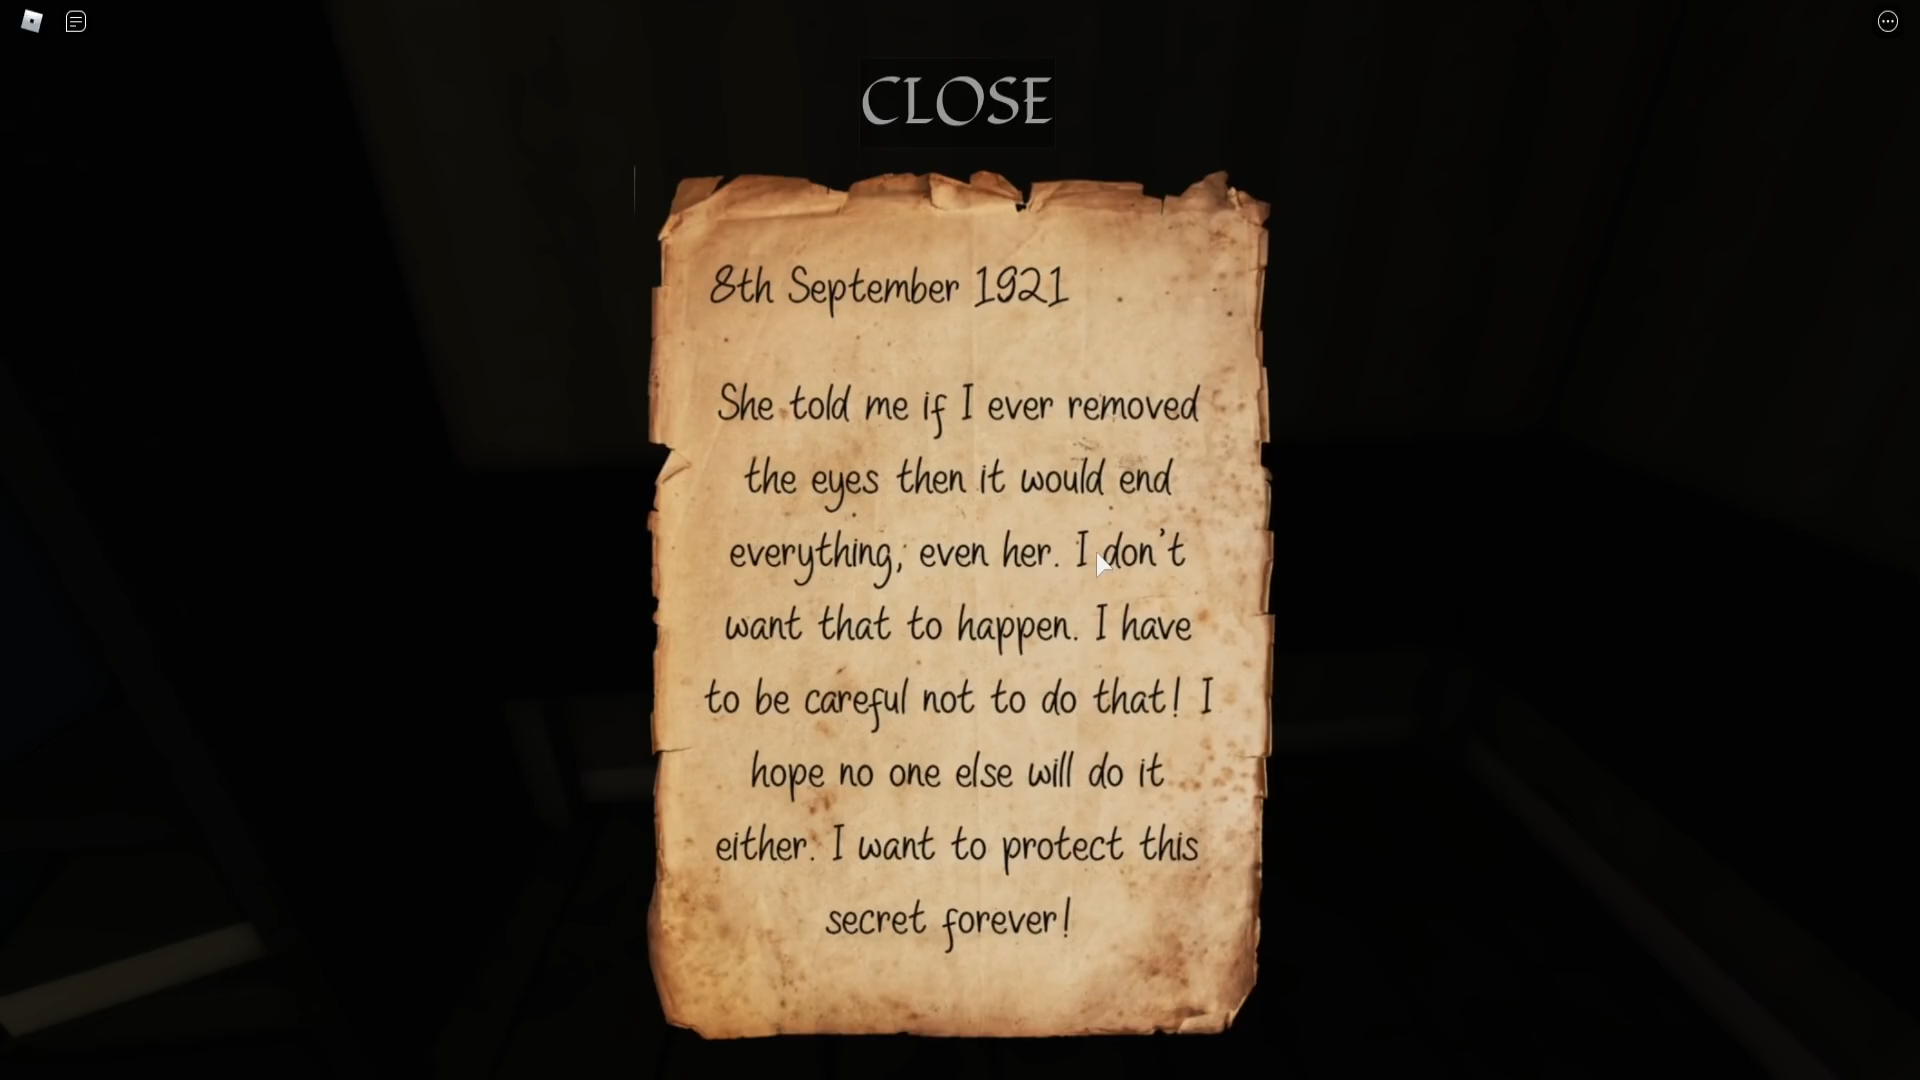 CLOSE
8th September 1921
She told me if I ever removed
the eyes then it would end
everything, even her. I don't
want that to happen. I have
to be careful not to do that! I
hope no one else will do it
either. I want to protect this
secret forever!